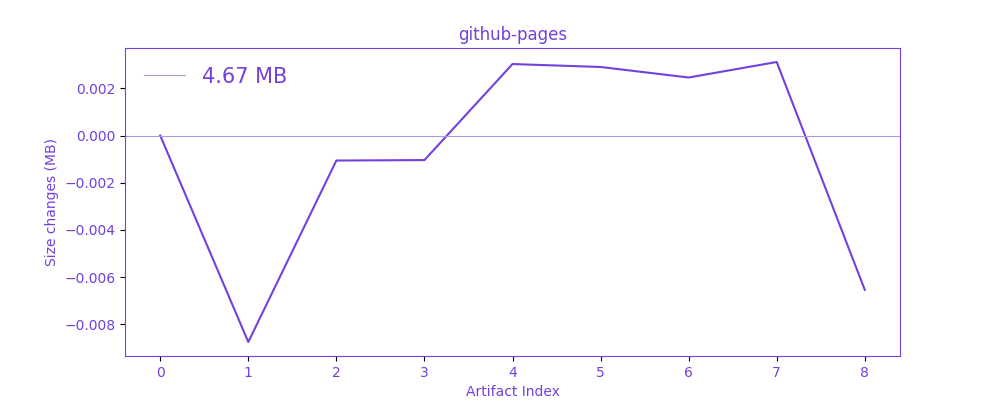 github-pages
4.67 MB
0.002
0.000
−0.002
−0.004
−0.006
−0.008
Size changes (MB)
0 1 2 3 4 5 6 7 8
Artifact Index